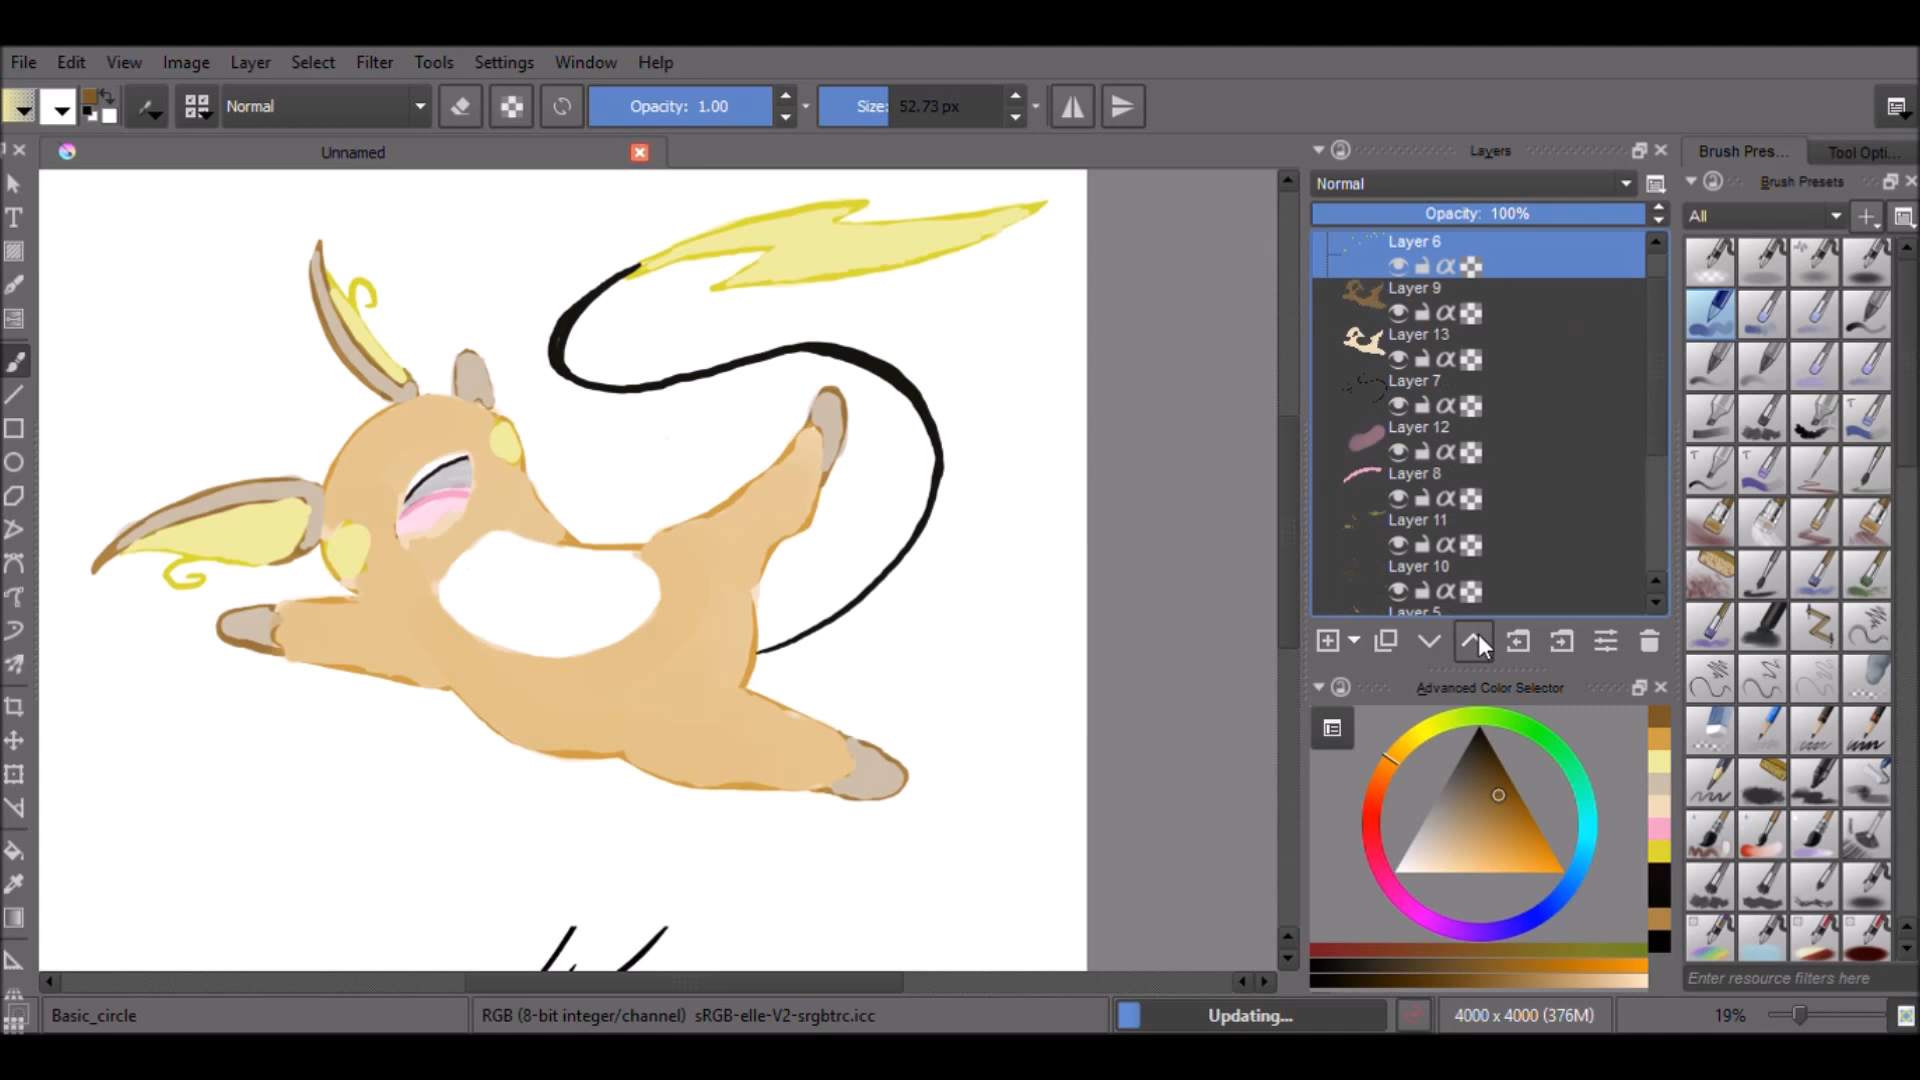 File Edit View Image Layer Select Filter Tools Settings Window Help
Normal Opacity: 1.00 Size: 52.73 px
Unnamed
Layers
Normal
Opacity: 100%
Layer 6
Layer 9
Layer 13
Layer 7
Layer 12
Layer 8
Layer 11
Layer 10
Layer 5
Advanced Color Selector
Brush Pres... Tool Opti...
Brush Presets
All
Enter resource filters here
Basic_circle RGB (8-bit integer/channel) sRGB-elle-V2-srgbtrc.icc Updating... 4000 x 4000 (376M) 19%